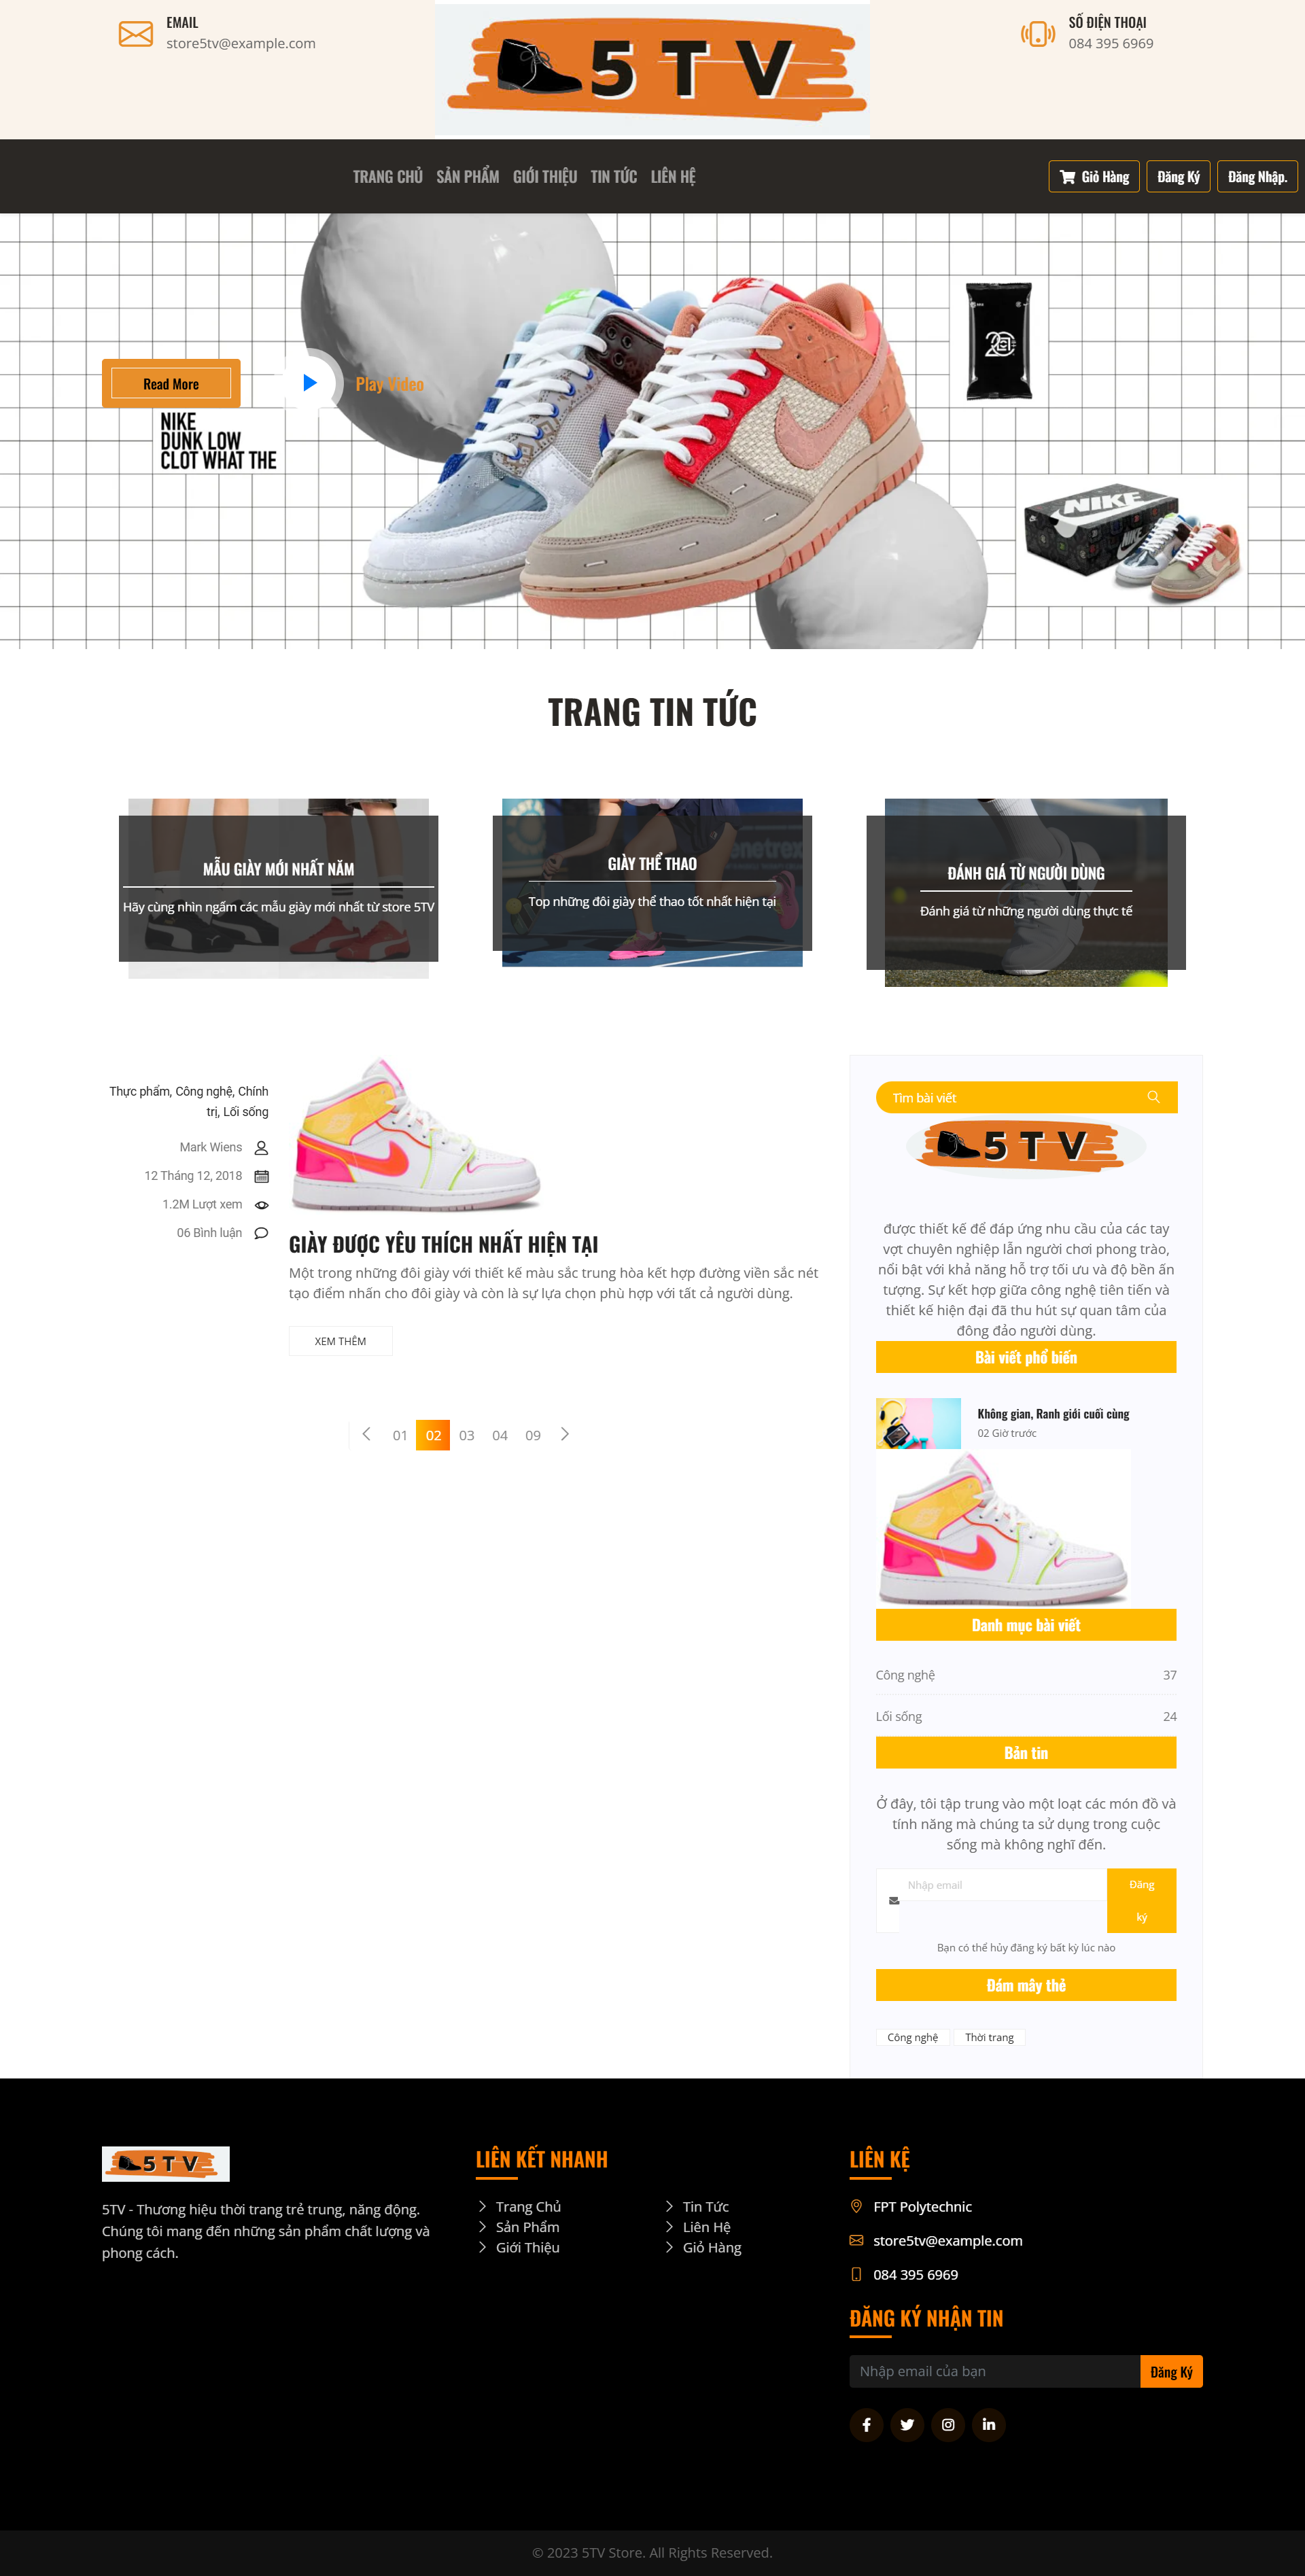 EMAIL
store5tv@example.com
5TV
SỐ ĐIỆN THOẠI
084 395 6969
TRANG CHỦ
SẢN PHẨM
GIỚI THIỆU
TIN TỨC
LIÊN HỆ
Giỏ Hàng
Đăng Ký
Đăng Nhập.
Read More
Play Video
NIKE
DUNK LOW
CLOT WHAT THE
20
NIKE
TRANG TIN TỨC
MẪU GIÀY MỚI NHẤT NĂM
Hãy cùng nhìn ngắm các mẫu giày mới nhất từ store 5TV
GIÀY THỂ THAO
Top những đôi giày thể thao tốt nhất hiện tại
ĐÁNH GIÁ TỪ NGƯỜI DÙNG
Đánh giá từ những người dùng thực tế
Thực phẩm, Công nghệ, Chính
trị, Lối sống
Mark Wiens
12 Tháng 12, 2018
1.2M Lượt xem
06 Bình luận
GIÀY ĐƯỢC YÊU THÍCH NHẤT HIỆN TẠI
Một trong những đôi giày với thiết kế màu sắc trung hòa kết hợp đường viền sắc nét
tạo điểm nhấn cho đôi giày và còn là sự lựa chọn phù hợp với tất cả người dùng.
XEM THÊM
01
02
03
04
09
Tìm bài viết
5TV
được thiết kế để đáp ứng nhu cầu của các tay
vợt chuyên nghiệp lẫn người chơi phong trào,
nổi bật với khả năng hỗ trợ tối ưu và độ bền ấn
tượng. Sự kết hợp giữa công nghệ tiên tiến và
thiết kế hiện đại đã thu hút sự quan tâm của
đông đảo người dùng.
Bài viết phổ biến
Không gian, Ranh giới cuối cùng
02 Giờ trước
Danh mục bài viết
Công nghệ 37
Lối sống 24
Bản tin
Ở đây, tôi tập trung vào một loạt các món đồ và
tính năng mà chúng ta sử dụng trong cuộc
sống mà không nghĩ đến.
Nhập email
Đăng
ký
Bạn có thể hủy đăng ký bất kỳ lúc nào
Đám mây thẻ
Công nghệ
Thời trang
5TV
5TV - Thương hiệu thời trang trẻ trung, năng động.
Chúng tôi mang đến những sản phẩm chất lượng và
phong cách.
LIÊN KẾT NHANH
Trang Chủ
Sản Phẩm
Giới Thiệu
Tin Tức
Liên Hệ
Giỏ Hàng
LIÊN KỆ
FPT Polytechnic
store5tv@example.com
084 395 6969
ĐĂNG KÝ NHẬN TIN
Nhập email của bạn
Đăng Ký
© 2023 5TV Store. All Rights Reserved.